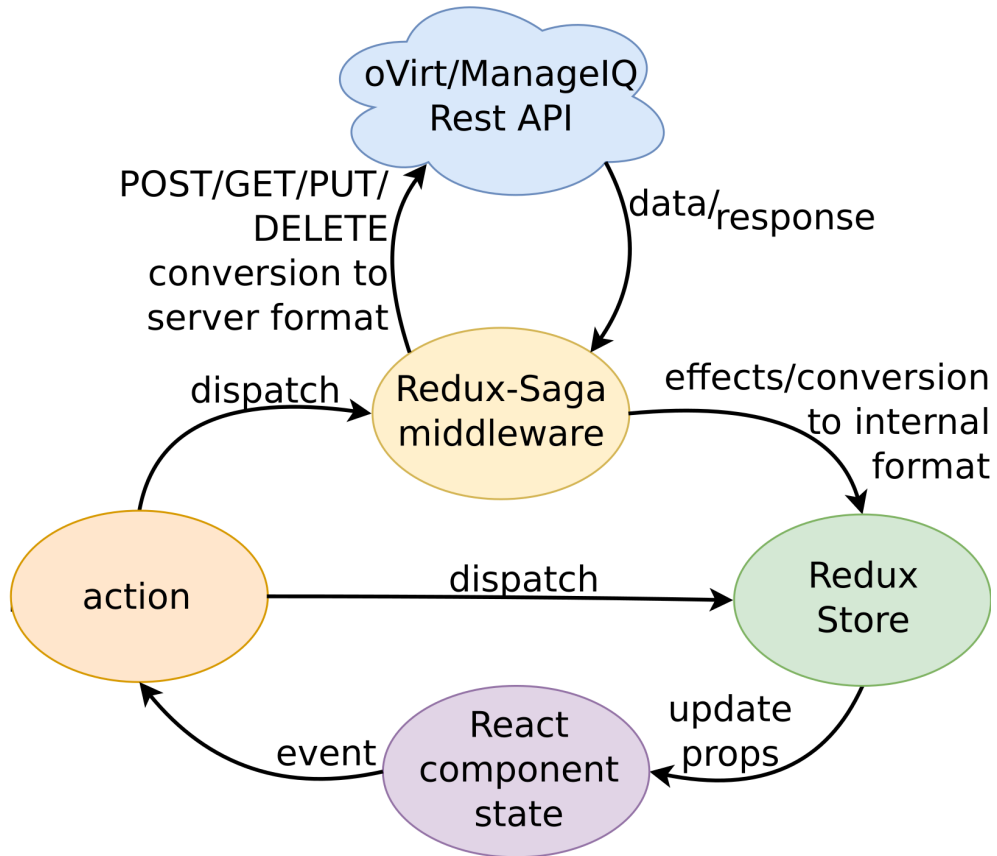 oVirt/ManageIQ
Rest API
POST/GET/PUT/
DELETE
conversion to
server format
data/response
dispatch
Redux-Saga
middleware
effects/conversion
to internal
format
action
dispatch
Redux
Store
event
React
component
state
update
props